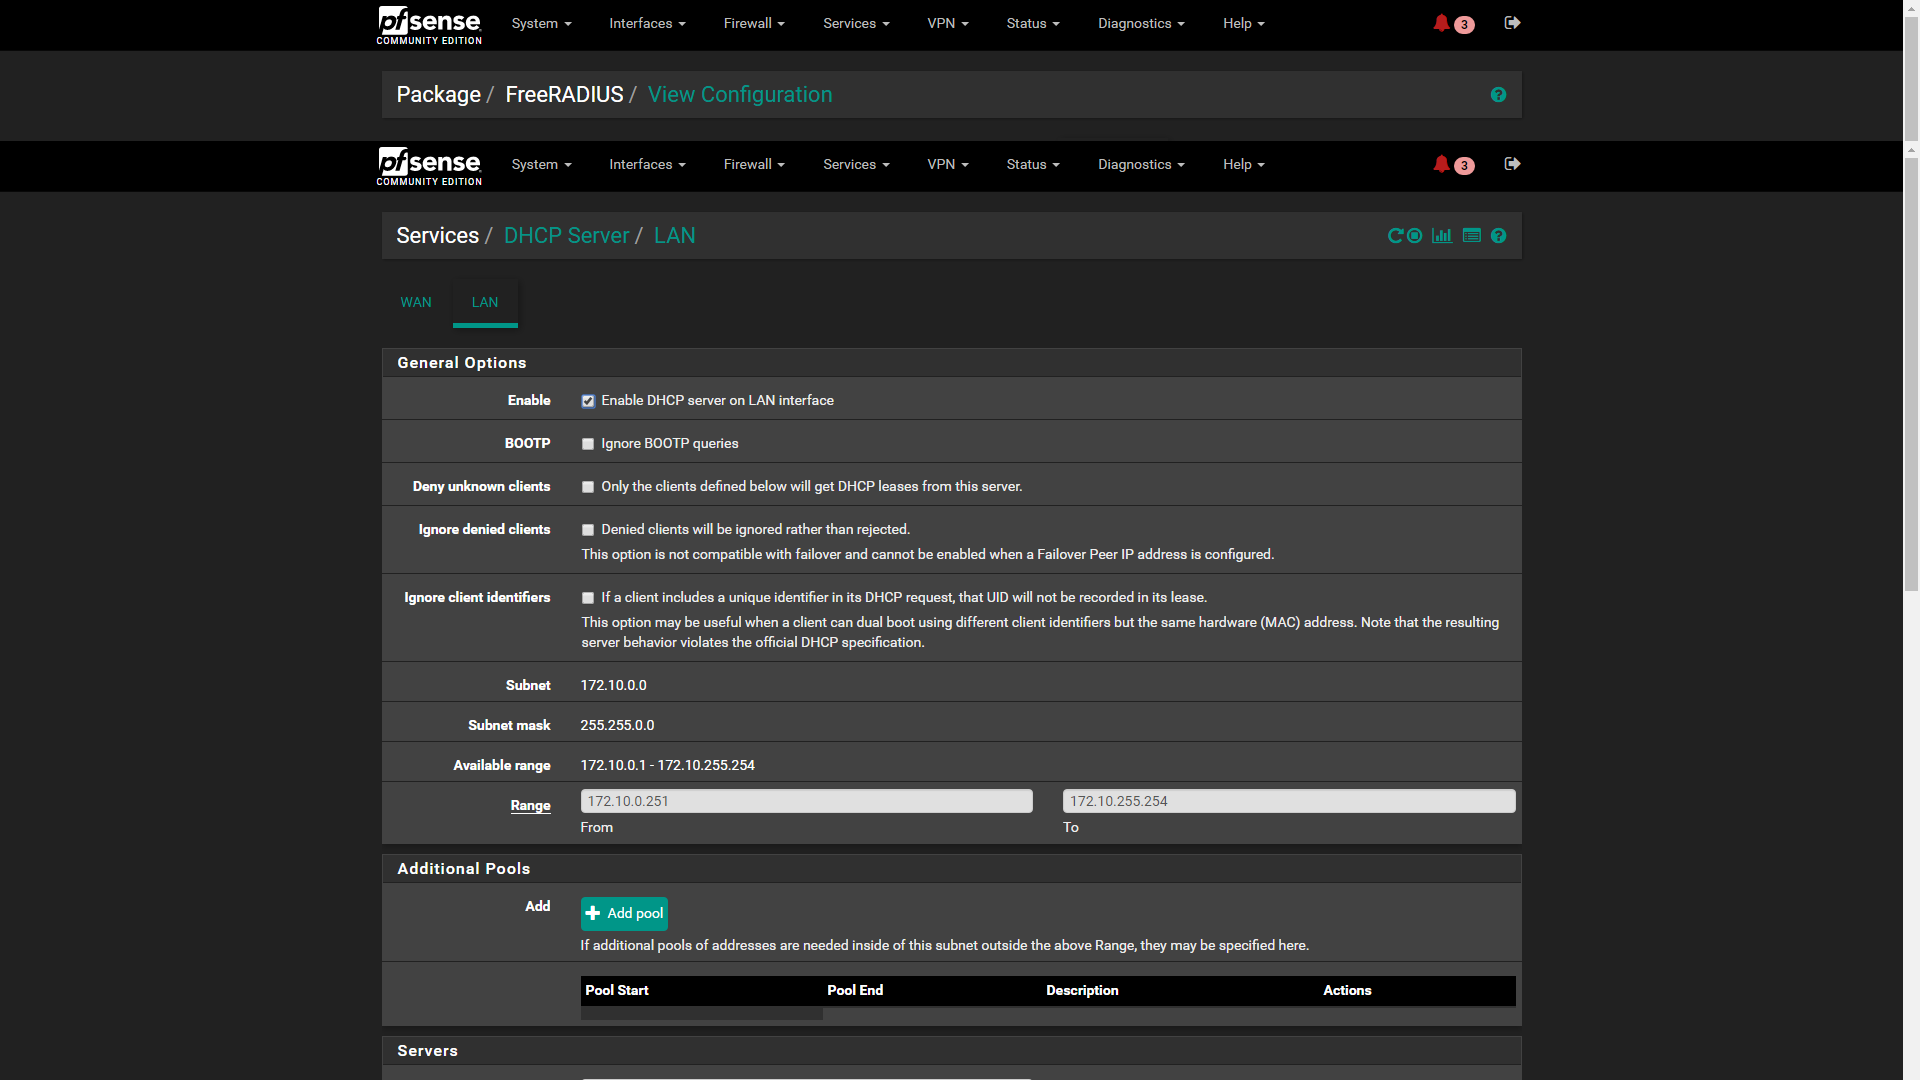 pfsense System Interfaces Firewall Services VPN Status Diagnostics Help 3
COMMUNITY EDITION
Package / FreeRADIUS / View Configuration
pfsense System Interfaces Firewall Services VPN Status Diagnostics Help 3
COMMUNITY EDITION
Services / DHCP Server / LAN
WAN LAN
General Options
Enable Enable DHCP server on LAN interface
BOOTP Ignore BOOTP queries
Deny unknown clients Only the clients defined below will get DHCP leases from this server.
Ignore denied clients Denied clients will be ignored rather than rejected.
This option is not compatible with failover and cannot be enabled when a Failover Peer IP address is configured.
Ignore client identifiers If a client includes a unique identifier in its DHCP request, that UID will not be recorded in its lease.
This option may be useful when a client can dual boot using different client identifiers but the same hardware (MAC) address. Note that the resulting
server behavior violates the official DHCP specification.
Subnet 172.10.0.0
Subnet mask 255.255.0.0
Available range 172.10.0.1 - 172.10.255.254
Range 172.10.0.251 172.10.255.254
From To
Additional Pools
Add Add pool
If additional pools of addresses are needed inside of this subnet outside the above Range, they may be specified here.
Pool Start Pool End Description Actions
Servers